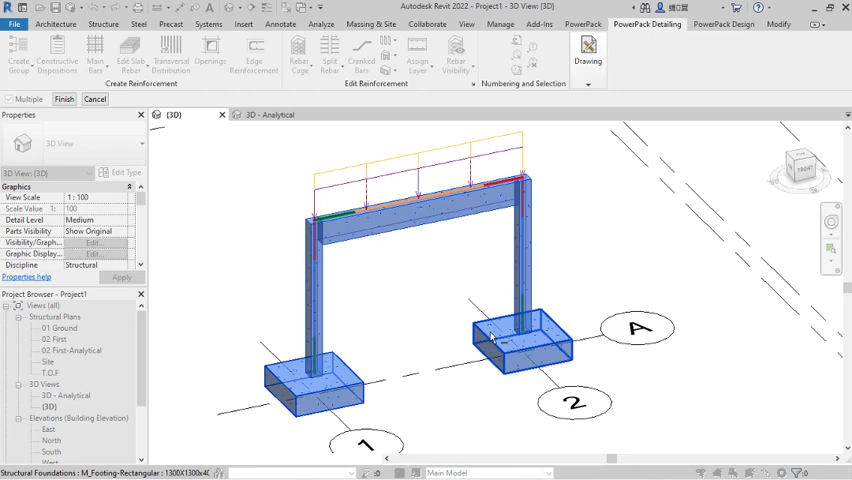 Autodesk Revit 2022 - Project1 - 3D View: {3D}
File Architecture Structure Steel Precast Systems Insert Annotate Analyze Massing & Site Collaborate View Manage Add-Ins PowerPack PowerPack Detailing PowerPack Design Modify
Create Group Constructive Dispositions Main Bars Edit Slab Rebar Transversal Distribution Openings Edge Reinforcement Rebar Cage Split Rebar Cranked Bars Assign Layer Rebar Visibility Drawing
Create Reinforcement Edit Reinforcement Numbering and Selection
Multiple Finish Cancel
Properties
{3D}
3D - Analytical
3D View
3D View: {3D} Edit Type
Graphics
View Scale 1 : 100
Scale Value 1: 100
Detail Level Medium
Parts Visibility Show Original
Visibility/Graph... Edit...
Graphic Display... Edit...
Discipline Structural
Properties help Apply
Project Browser - Project1
Views (all)
Structural Plans
01 Ground
02 First
02 First-Analytical
Site
T.O.F
3D Views
3D - Analytical
{3D}
Elevations (Building Elevation)
East
North
South
West
FRONT
A
2
1
Structural Foundations : M_Footing-Rectangular : 1300X1300x40
:0
Main Model
:0